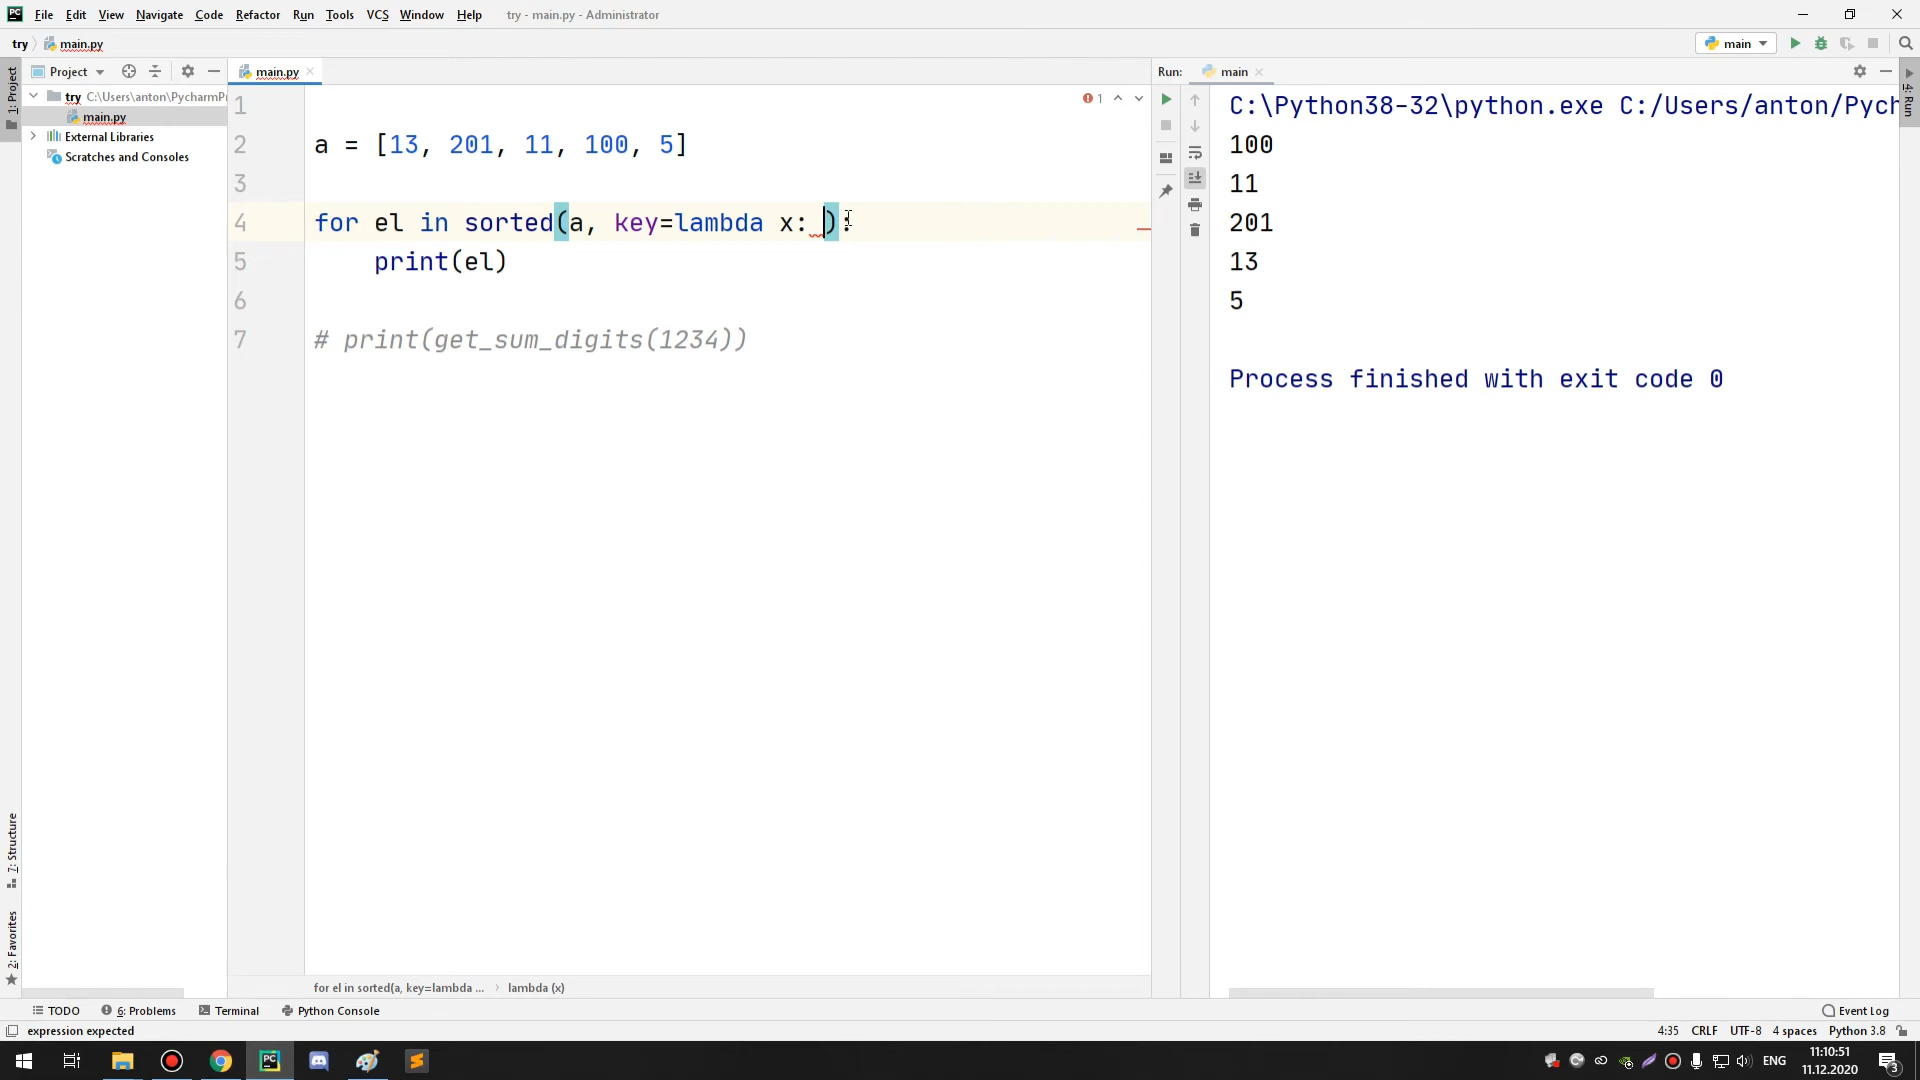 PC File Edit View Navigate Code Refactor Run Tools VCS Window Help try - main.py - Administrator
try main.py main
Project main.py Run: main
1: Project
try C:\Users\anton\PycharmPr
main.py
External Libraries
Scratches and Consoles
1
2 a = [13, 201, 11, 100, 5]
3
4 for el in sorted(a, key=lambda x: ):
5 print(el)
6
7 # print(get_sum_digits(1234))
1
C:\Python38-32\python.exe C:/Users/anton/Pych
100
11
201
13
5
Process finished with exit code 0
4: Run
7: Structure
2: Favorites
for el in sorted(a, key=lambda ... lambda (x)
TODO 6: Problems Terminal Python Console Event Log
expression expected 4:35 CRLF UTF-8 4 spaces Python 3.8
PC S ENG 11:10:51
11.12.2020 3